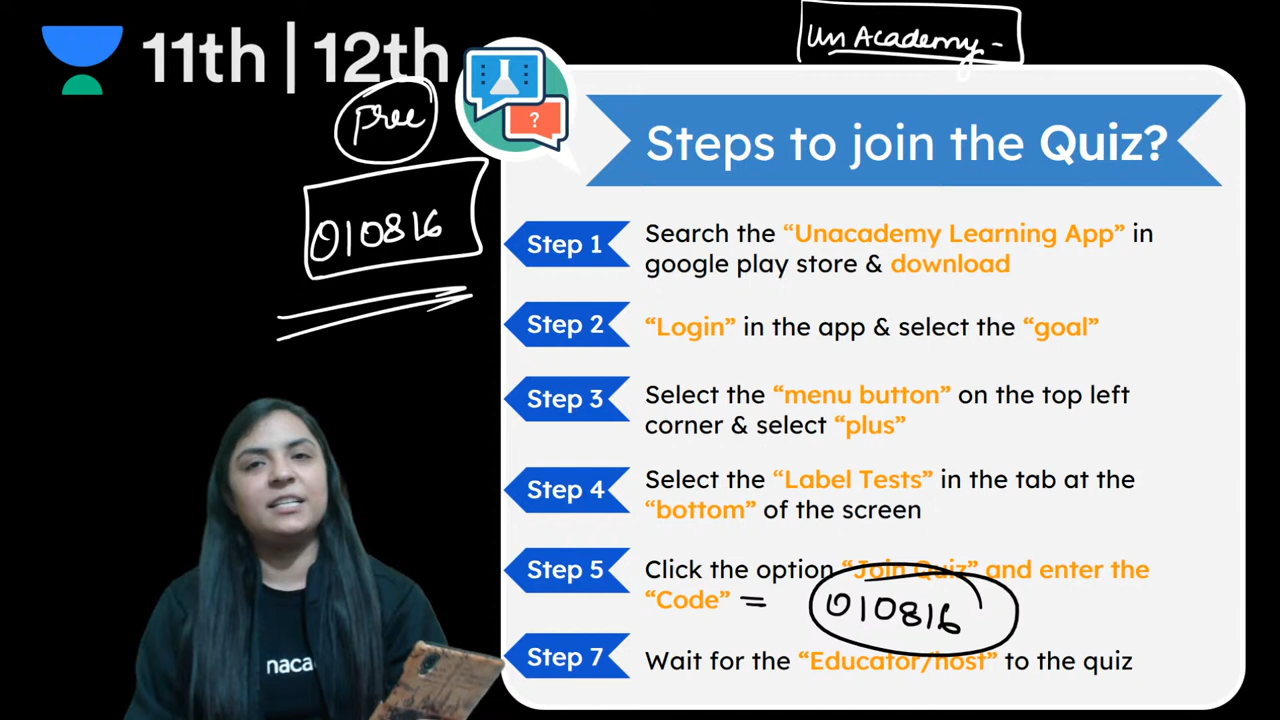 11th | 12th
UnAcademy -
Free
010816
Steps to join the Quiz?
Step 1
Search the “Unacademy Learning App” in
google play store & download
Step 2
“Login” in the app & select the “goal”
Step 3
Select the “menu button” on the top left
corner & select “plus”
Step 4
Select the “Label Tests” in the tab at the
“bottom” of the screen
Step 5
Click the option “Join Quiz” and enter the
“Code” = 010816
Step 7
Wait for the “Educator/host” to the quiz
naca